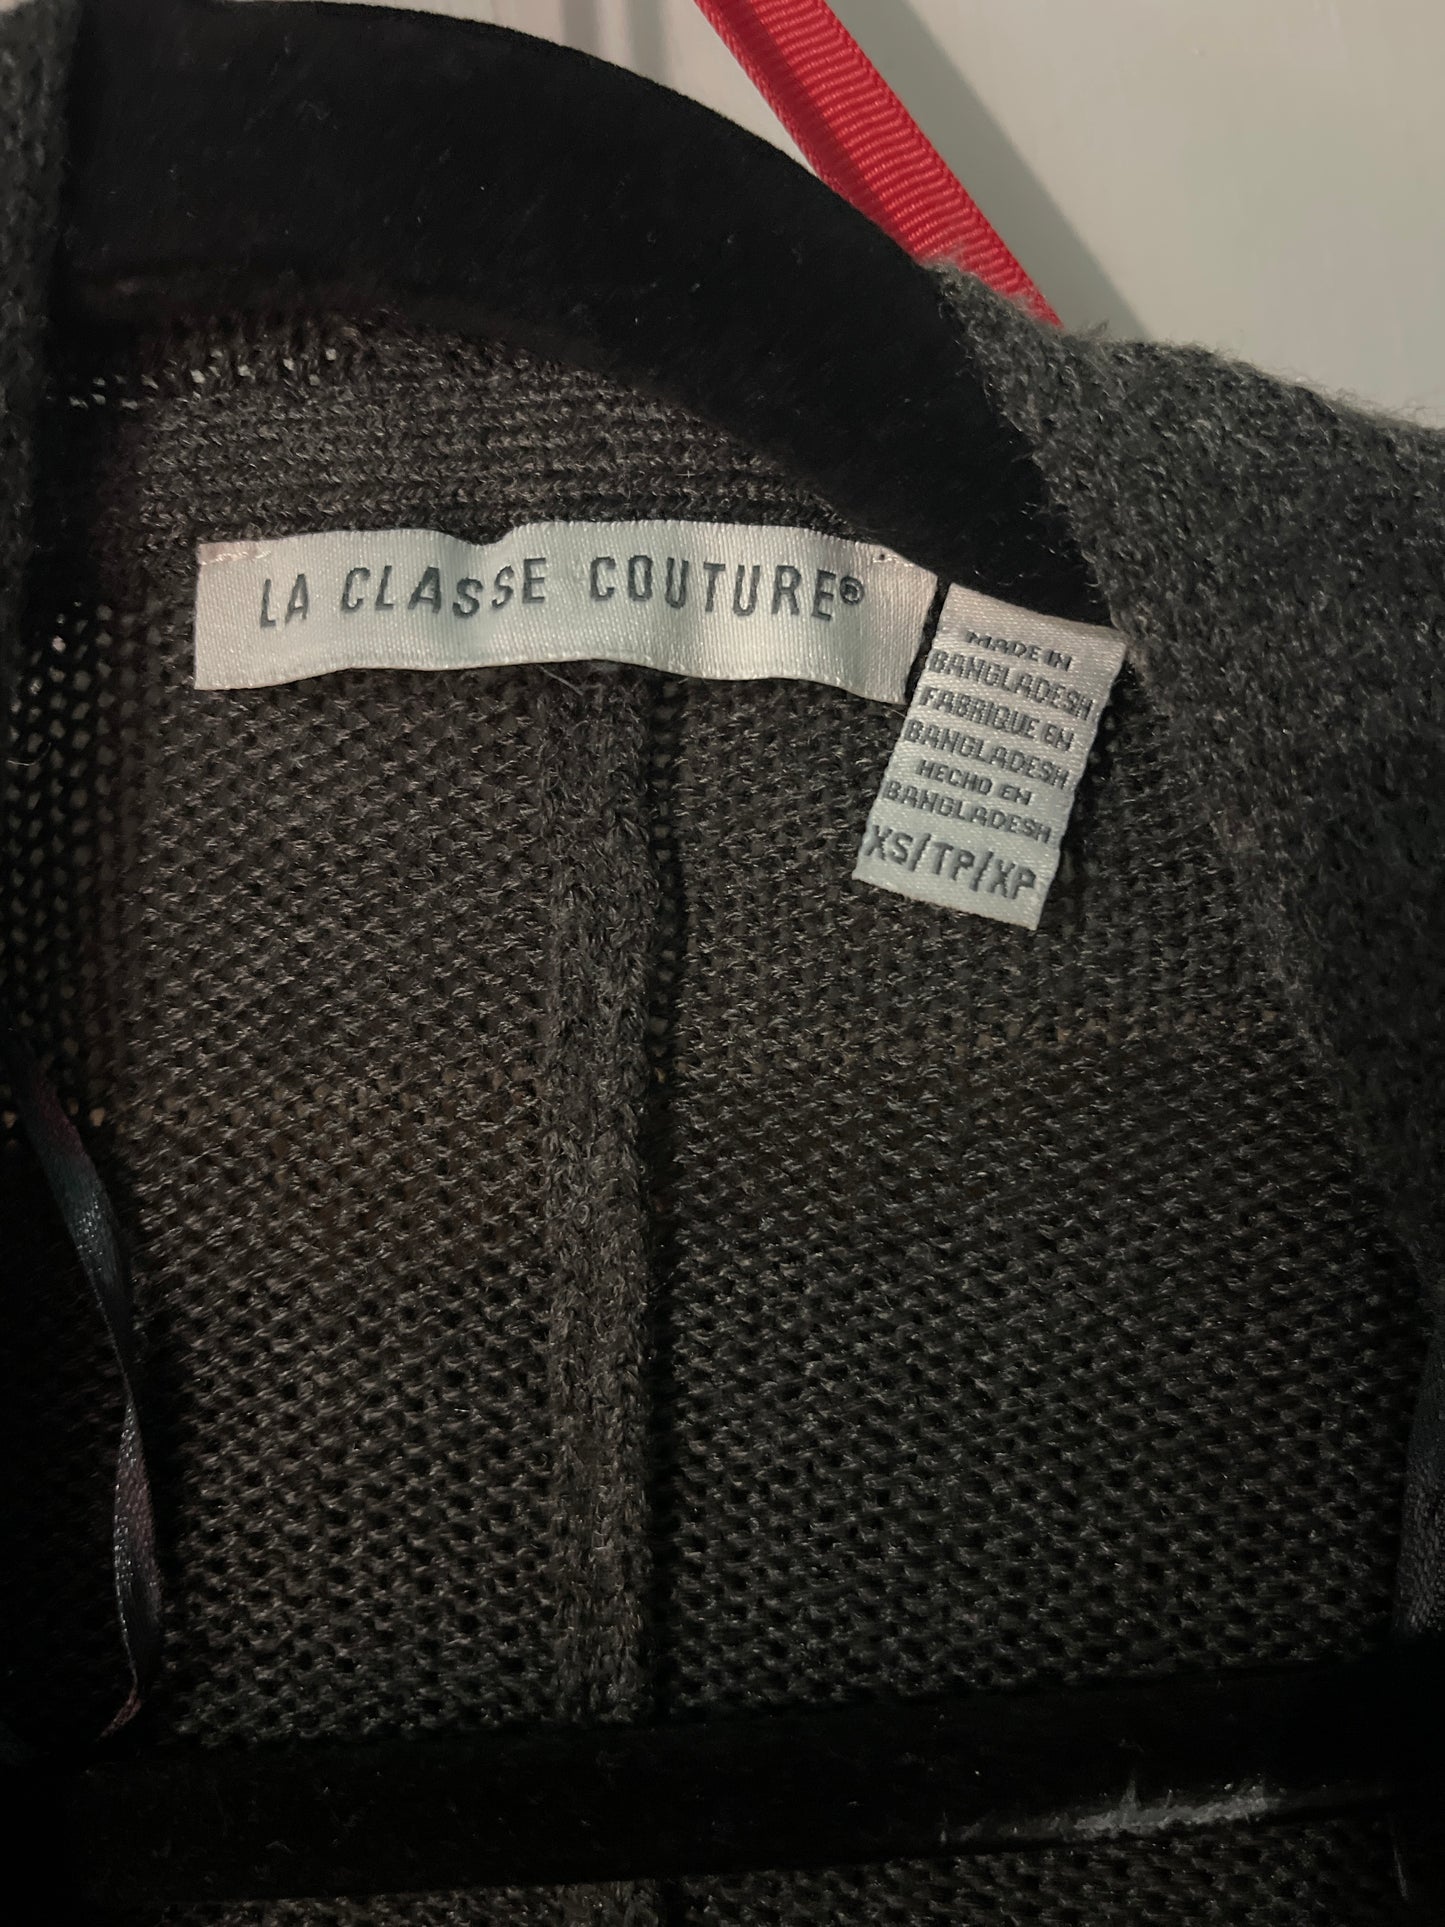 LA CLASSE COUTURE®
MADE IN
BANGLADESH
FABRIQUE EN
BANGLADESH
HECHO EN
BANGLADESH
XS/TP/XP